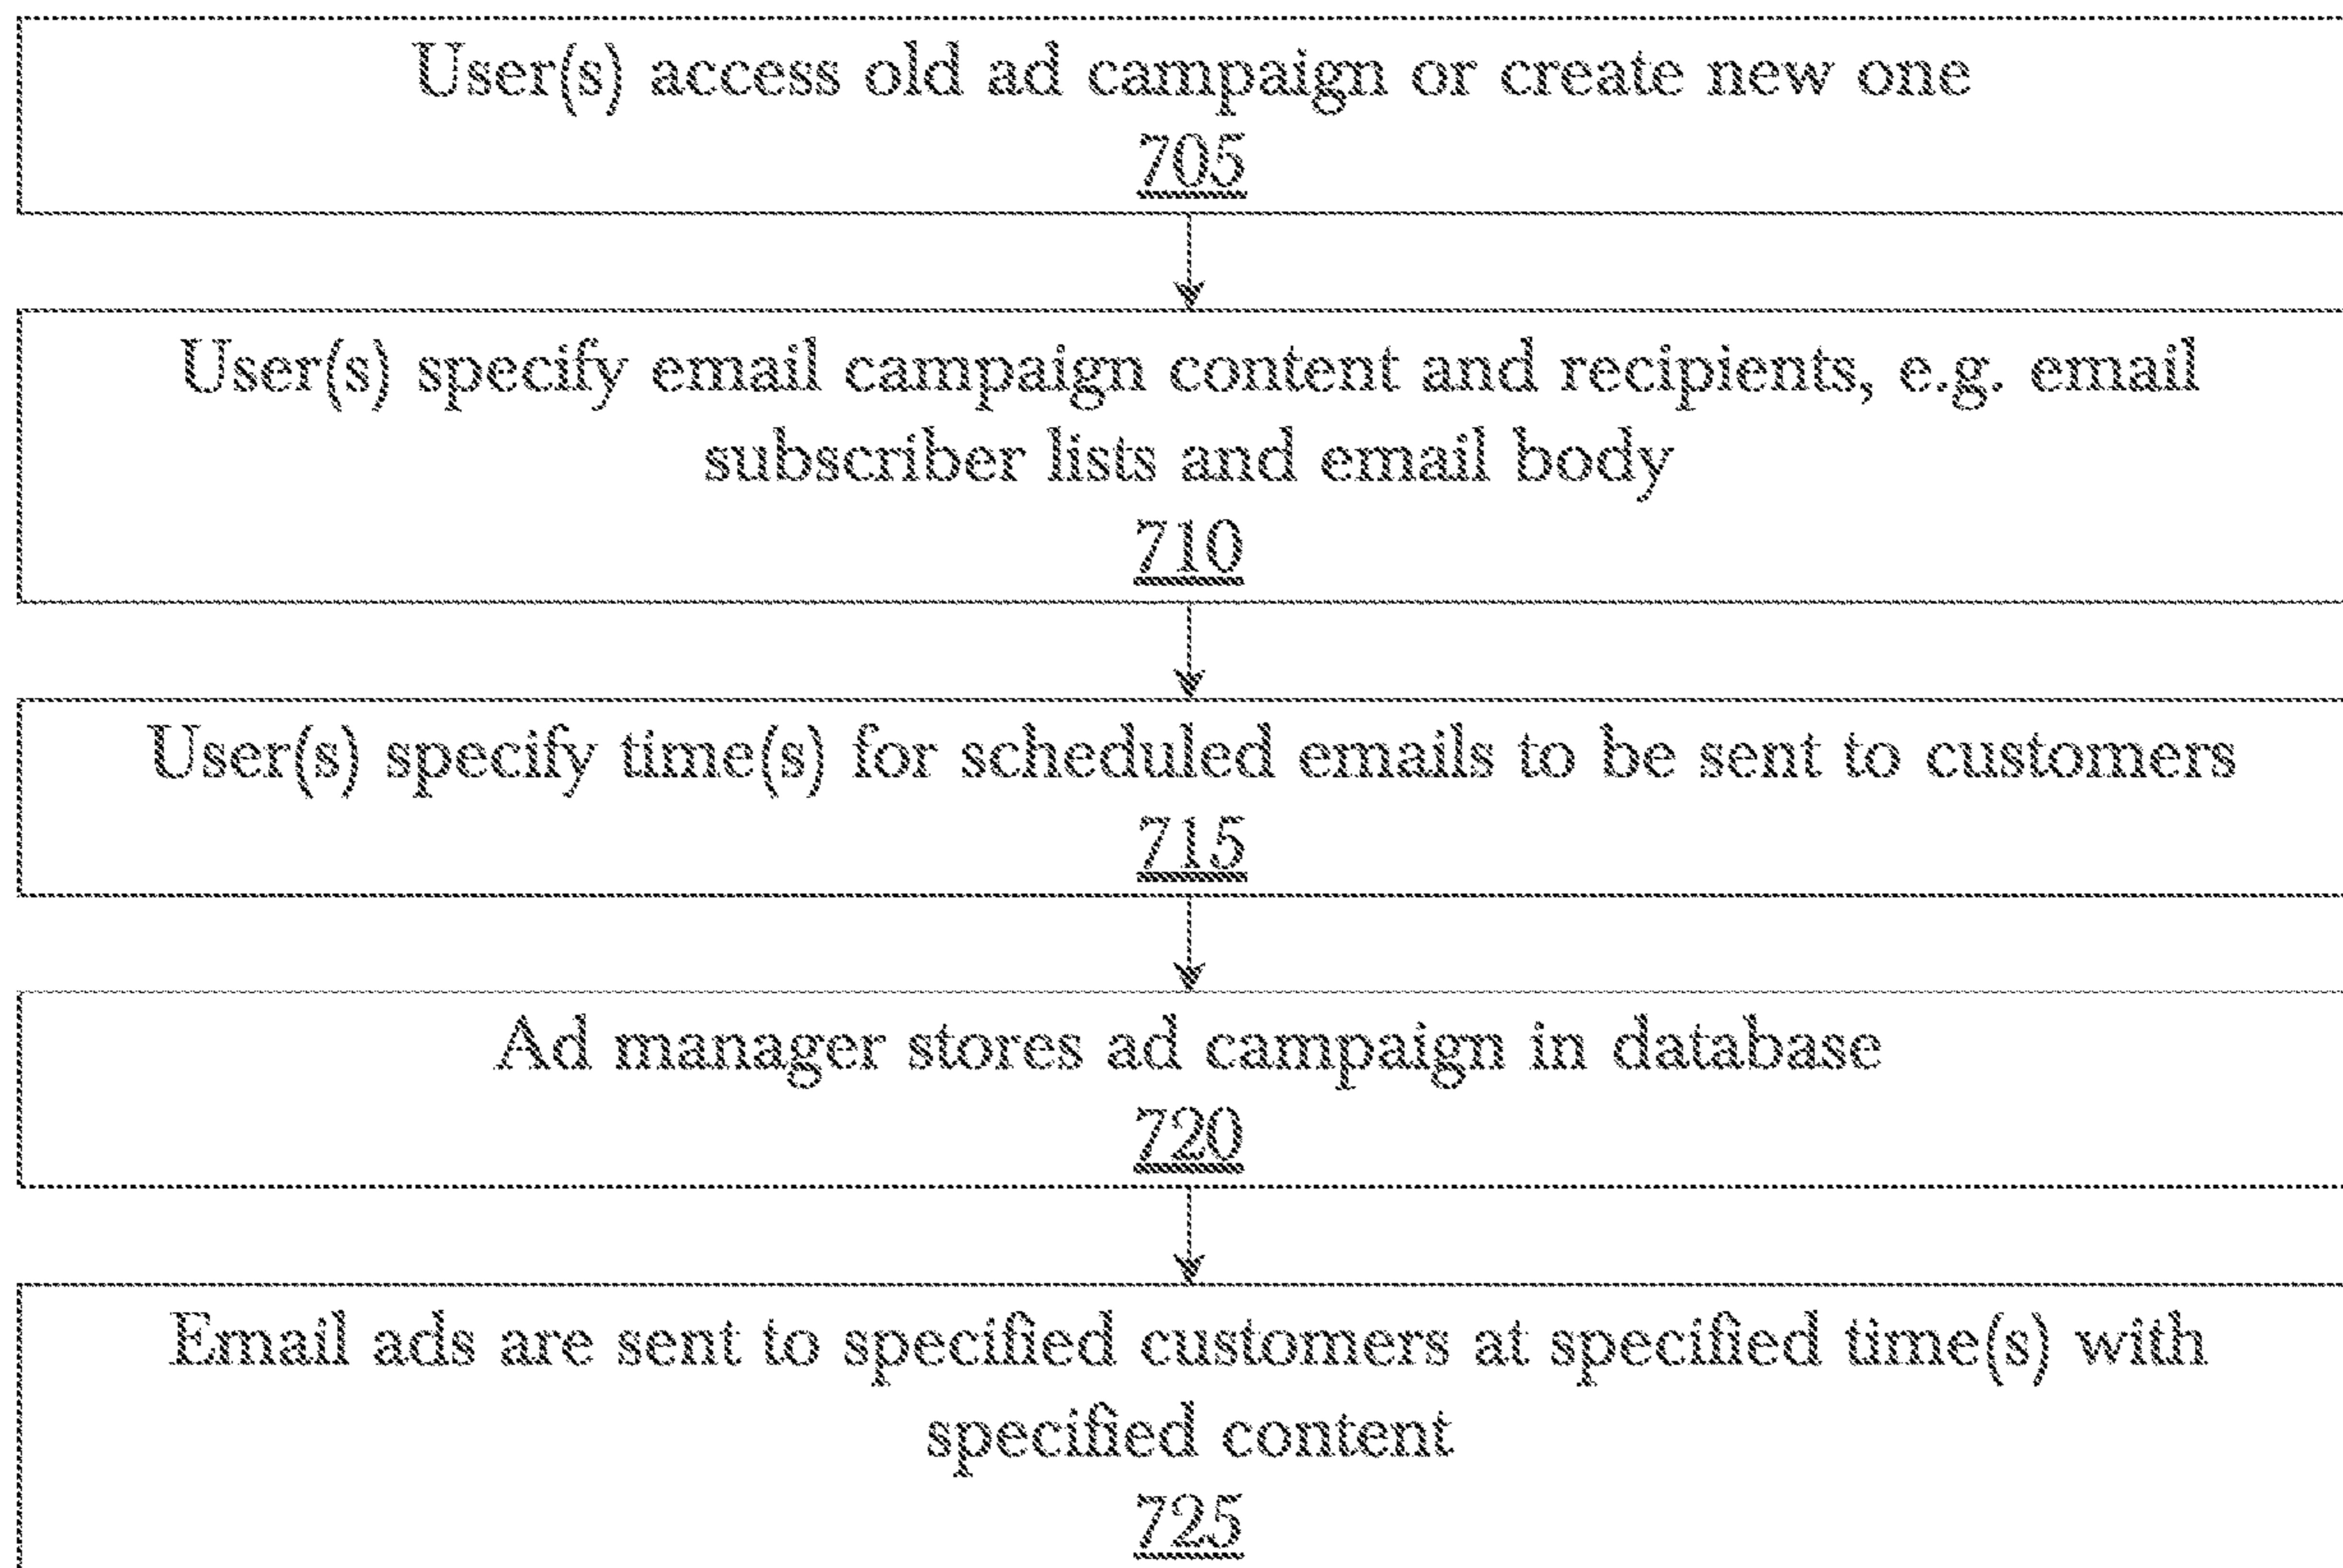 User(s) access old ad campaign or create new one
705
User(s) specify email campaign content and recipients, e.g. email
subscriber lists and email body
710
User(s) specify time(s) for scheduled emails to be sent to customers
715
Ad manager stores ad campaign in database
720
Email ads are sent to specified customers at specified time(s) with
specified content
725